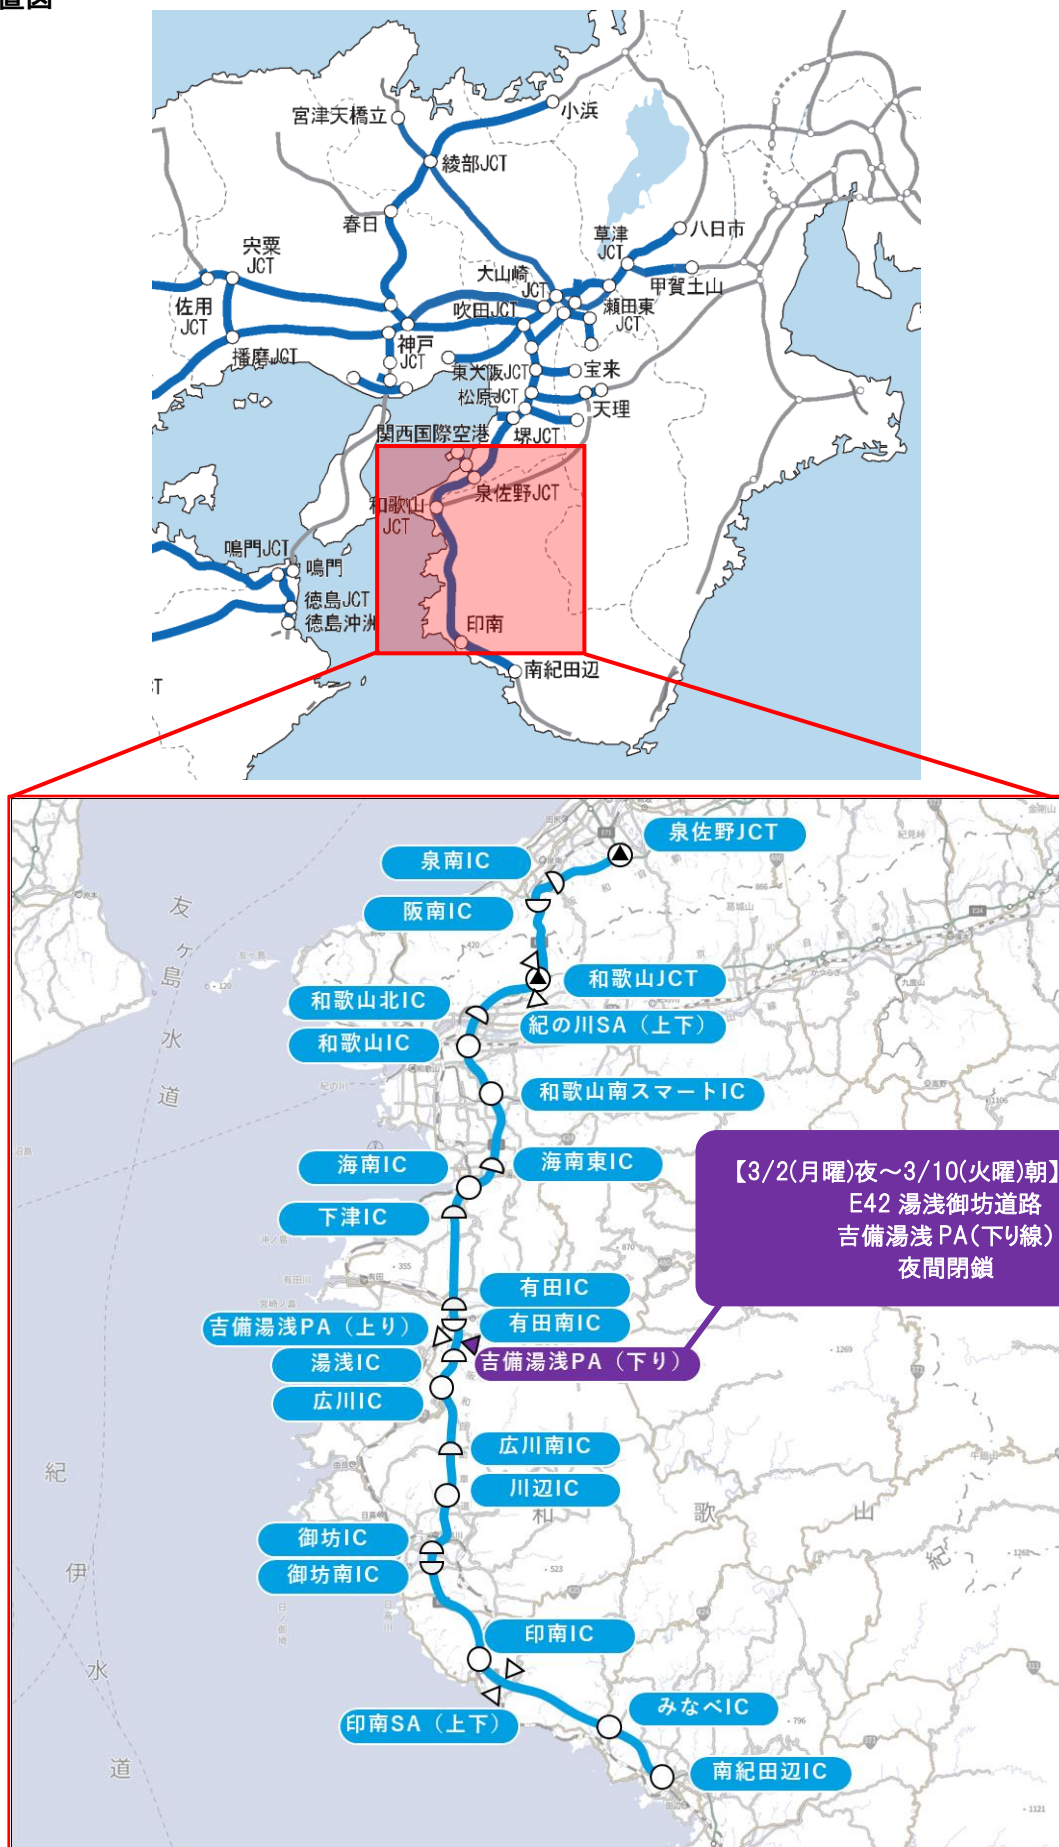 置図
宮津天橋立
小浜
綾部JCT
春日
八日市
草津
JCT
宍粟
JCT
大山崎
JCT
甲賀土山
佐用
JCT
吹田JCT
瀬田東
JCT
神戸
JCT
播磨JCT
東大阪JCT
宝来
松原JCT
天理
関西国際空港
堺JCT
泉佐野JCT
和歌山
JCT
鳴門JCT
鳴門
徳島JCT
徳島沖洲
印南
南紀田辺
CT
泉佐野JCT
泉南IC
阪南IC
友ヶ島水道
和歌山JCT
和歌山北IC
紀の川SA（上下）
和歌山IC
和歌山南スマートIC
海南IC
海南東IC
下津IC
【3/2(月曜)夜～3/10(火曜)朝】
E42 湯浅御坊道路
吉備湯浅PA(下り線)
夜間閉鎖
有田IC
有田南IC
吉備湯浅PA（上り）
湯浅IC
吉備湯浅PA（下り）
広川IC
広川南IC
川辺IC
和歌山
御坊IC
御坊南IC
紀伊水道
印南IC
印南SA（上下）
みなべIC
南紀田辺IC